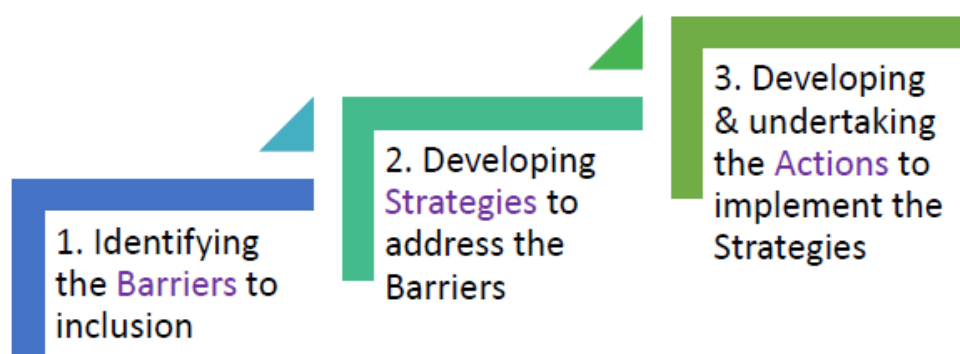 1. Identifying
the Barriers to
inclusion
2. Developing
Strategies to
address the
Barriers
3. Developing
& undertaking
the Actions to
implement the
Strategies